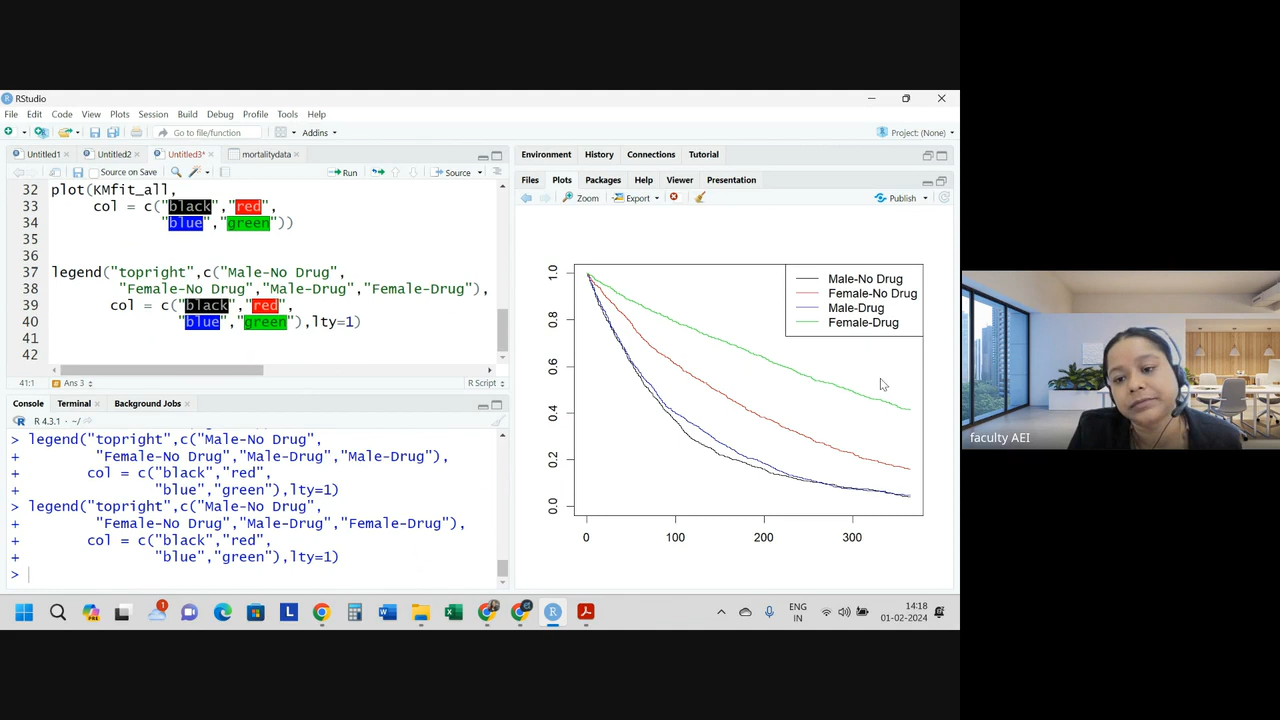 RStudio
File Edit Code View Plots Session Build Debug Profile Tools Help
Go to file/function Addins Project: (None)
Untitled1 Untitled2 Untitled3* mortalitydata
Source on Save Run Source
32 plot(KMfit_all,
33 col = c("black","red",
34 "blue","green"))
35
36
37 legend("topright",c("Male-No Drug",
38 "Female-No Drug","Male-Drug","Female-Drug"),
39 col = c("black","red",
40 "blue","green"),lty=1)
41
42
41:1 Ans 3 R Script
Console Terminal Background Jobs
R 4.3.1 · ~/
> legend("topright",c("Male-No Drug",
+ "Female-No Drug","Male-Drug","Male-Drug"),
+ col = c("black","red",
+ "blue","green"),lty=1)
> legend("topright",c("Male-No Drug",
+ "Female-No Drug","Male-Drug","Female-Drug"),
+ col = c("black","red",
+ "blue","green"),lty=1)
>
Environment History Connections Tutorial
Files Plots Packages Help Viewer Presentation
Zoom Export Publish
Male-No Drug
Female-No Drug
Male-Drug
Female-Drug
1.0
0.8
0.6
0.4
0.2
0.0
0 100 200 300
faculty AEI
ENG
IN
14:18
01-02-2024